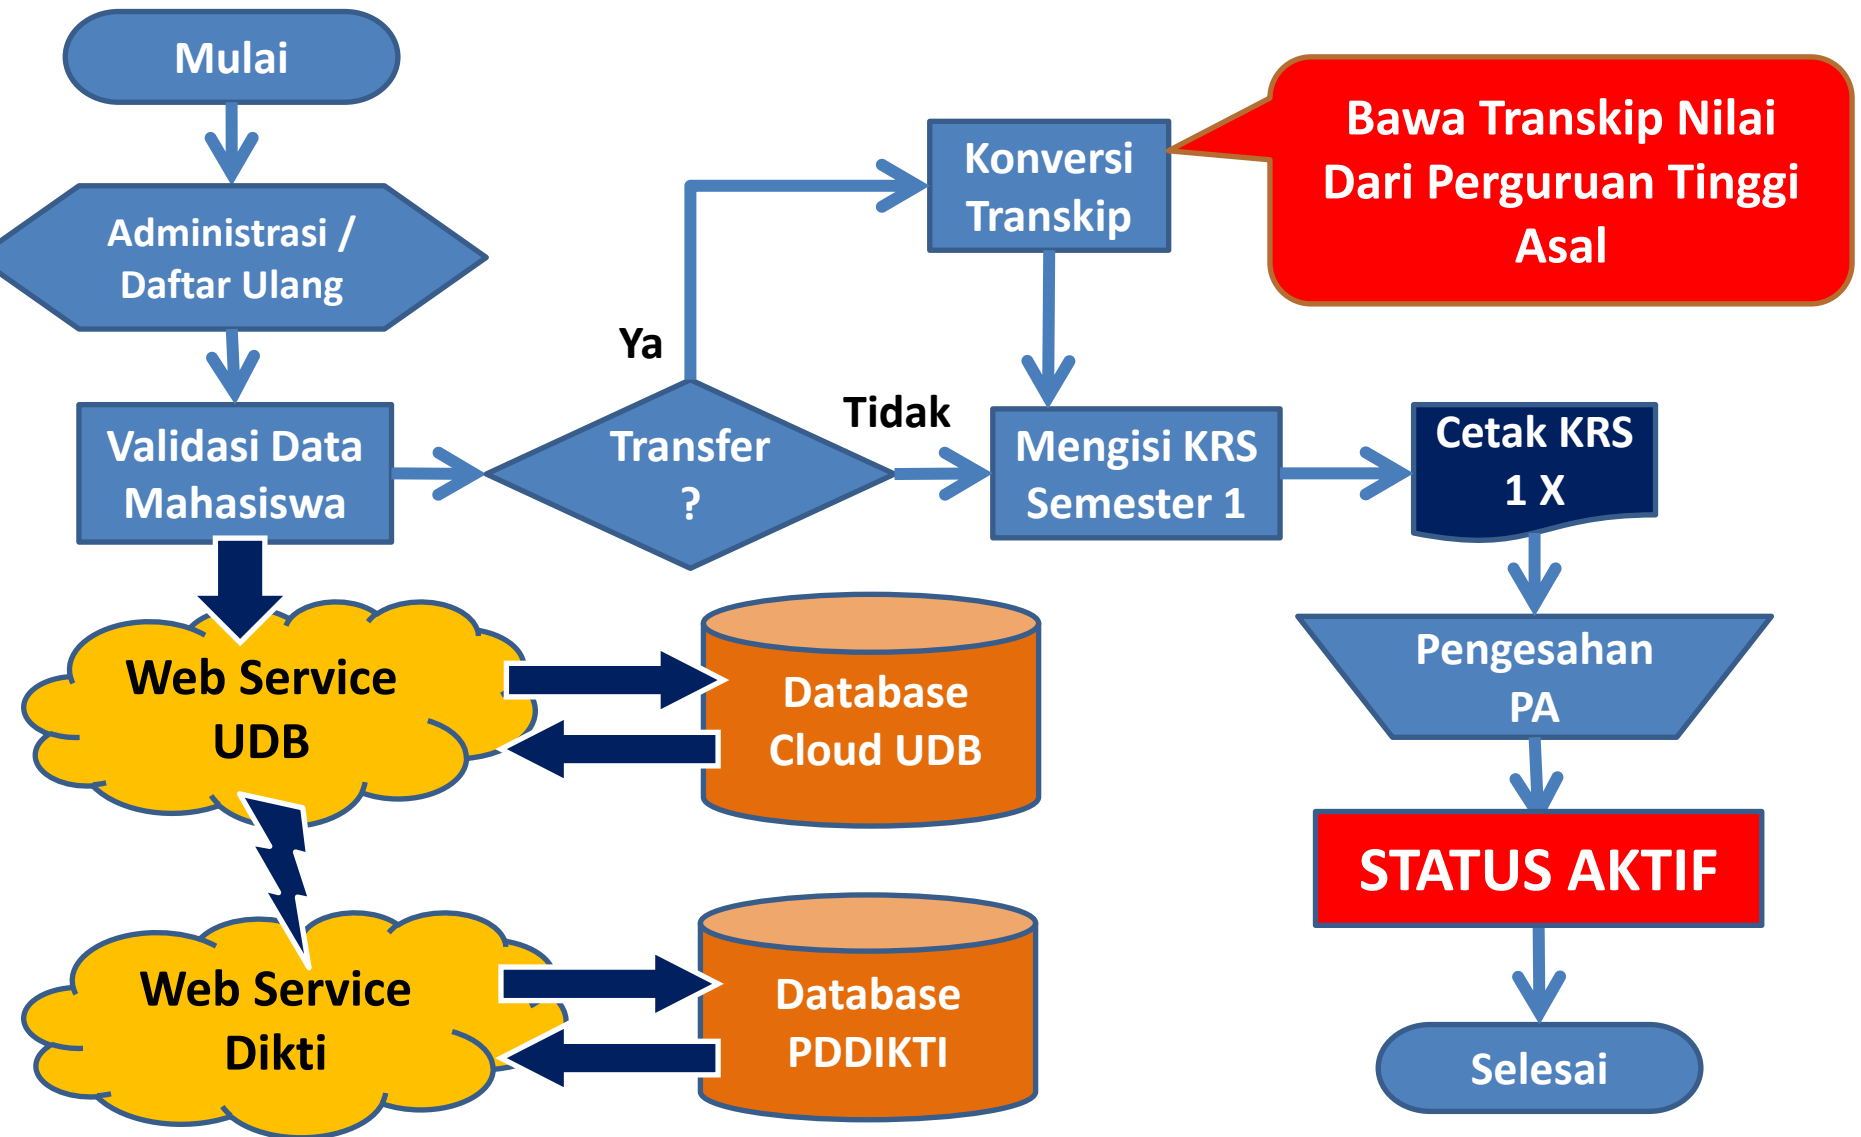 Mulai
Administrasi /
Daftar Ulang
Validasi Data
Mahasiswa
Transfer
?
Ya
Tidak
Konversi
Transkip
Bawa Transkip Nilai
Dari Perguruan Tinggi
Asal
Mengisi KRS
Semester 1
Cetak KRS
1 X
Pengesahan
PA
STATUS AKTIF
Selesai
Web Service
UDB
Database
Cloud UDB
Web Service
Dikti
Database
PDDIKTI